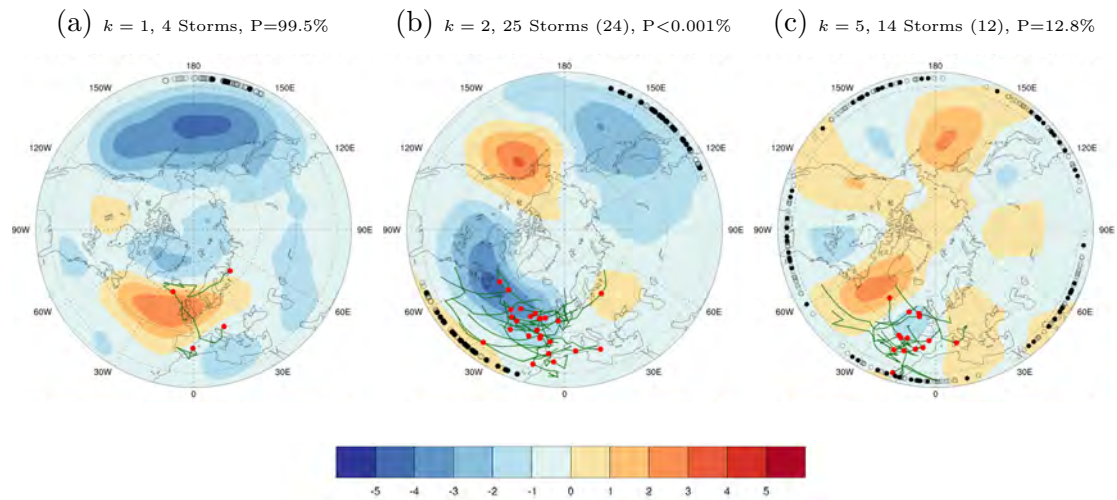 (a) k = 1, 4 Storms, P=99.5%
(b) k = 2, 25 Storms (24), P<0.001%
(c) k = 5, 14 Storms (12), P=12.8%
180
150W
150E
120W
120E
90W
90E
60W
60E
30W
30E
0
180
150W
150E
120W
120E
90W
90E
60W
60E
30W
30E
0
180
150W
150E
120W
120E
90W
90E
60W
60E
30W
30E
0
-5 -4 -3 -2 -1 0 1 2 3 4 5